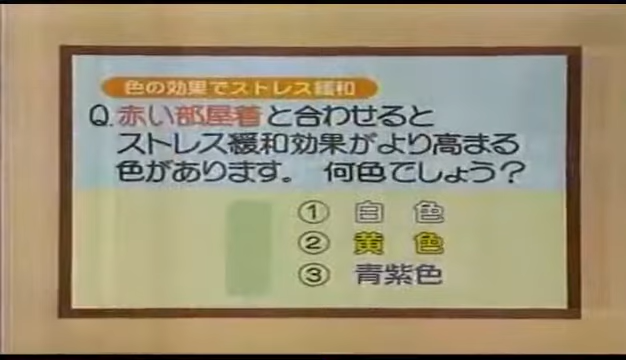 色の効果でストレス緩和
Q.赤い部屋着と合わせると
ストレス緩和効果がより高まる
色があります。 何色でしょう?
① 白 色
② 黄 色
③ 青紫色